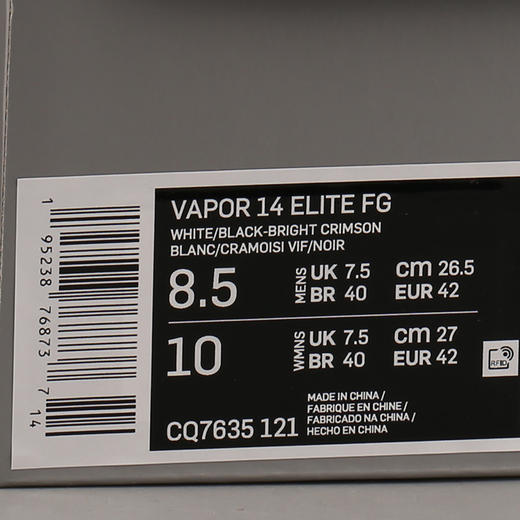 VAPOR 14 ELITE FG
WHITE/BLACK-BRIGHT CRIMSON
BLANC/CRAMOISI VIF/NOIR
8.5 MENS UK 7.5 cm 26.5
BR 40 EUR 42
10 WMNS UK 7.5 cm 27
BR 40 EUR 42
RFID
CQ7635 121
MADE IN CHINA /
FABRIQUE EN CHINE /
FABRICADO NA CHINA /
HECHO EN CHINA
1 95238 76873 7 14